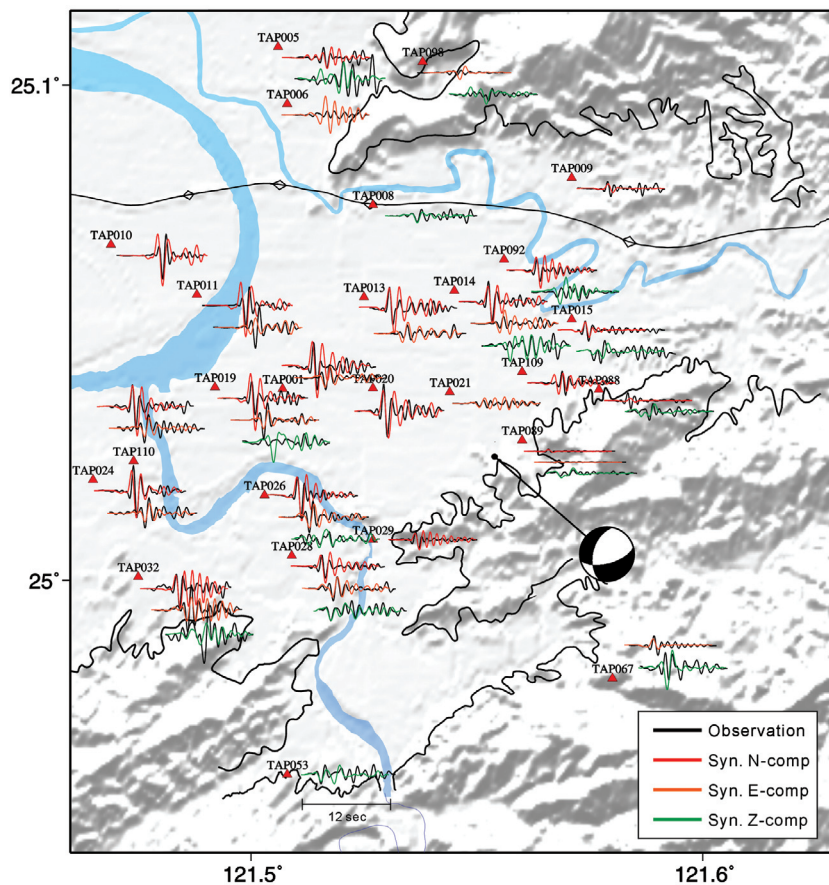 TAP005
TAP098
25.1°
TAP006
TAP009
TAP008
TAP010
TAP092
TAP011
TAP013
TAP014
TAP015
TAP109
TAP019
TAP001
TAP020
TAP021
TAP088
TAP089
TAP110
TAP024
TAP026
TAP029
TAP028
TAP032
25°
TAP067
Observation
Syn. N-comp
Syn. E-comp
Syn. Z-comp
TAP053
12 sec
121.5°
121.6°